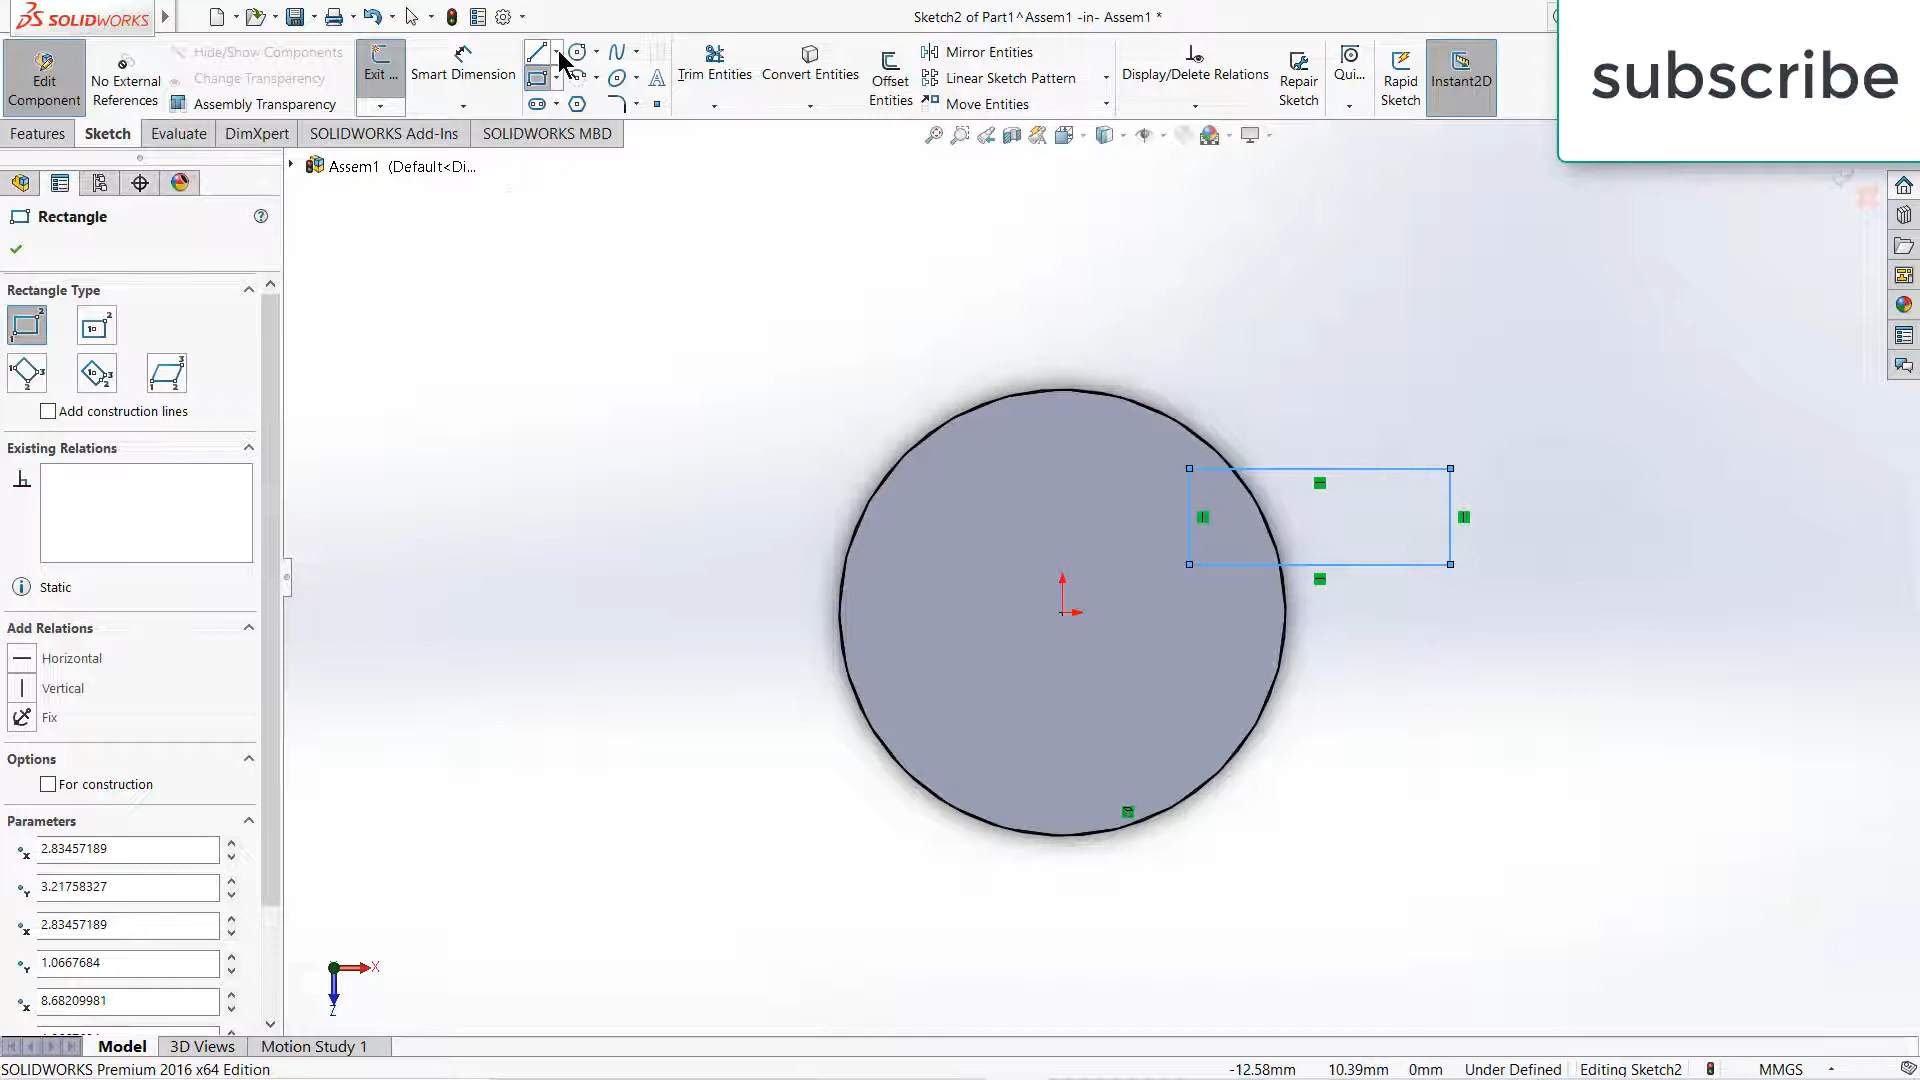 SOLIDWORKS
Sketch2 of Part1^Assem1 -in- Assem1 *
subscribe
Edit
Component
No External
References
Hide/Show Components
Change Transparency
Assembly Transparency
Exit ...
Smart Dimension
Trim Entities
Convert Entities
Offset
Entities
Mirror Entities
Linear Sketch Pattern
Move Entities
Display/Delete Relations
Repair
Sketch
Qui...
Rapid
Sketch
Instant2D
Features
Sketch
Evaluate
DimXpert
SOLIDWORKS Add-Ins
SOLIDWORKS MBD
Assem1 (Default<Di...
Rectangle
Rectangle Type
Add construction lines
Existing Relations
Static
Add Relations
Horizontal
Vertical
Fix
Options
For construction
Parameters
2.83457189
3.21758327
2.83457189
1.0667684
8.68209981
X
Z
Model
3D Views
Motion Study 1
SOLIDWORKS Premium 2016 x64 Edition
-12.58mm
10.39mm
0mm
Under Defined
Editing Sketch2
MMGS